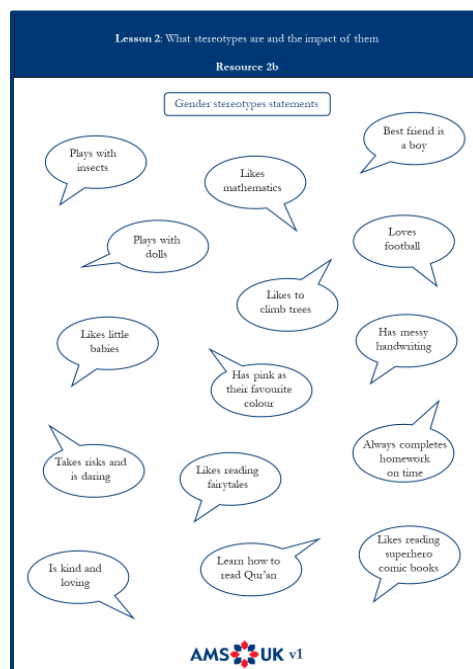 Lesson 2: What stereotypes are and the impact of them
Resource 2b
Gender stereotypes statements
Best friend is
a boy
Plays with
insects
Likes
mathematics
Plays with
dolls
Loves
football
Likes to
climb trees
Likes little
babies
Has messy
handwriting
Has pink as
their favourite
colour
Takes risks and
is daring
Likes reading
fairytales
Always completes
homework
on time
Is kind and
loving
Learn how to
read Qur'an
Likes reading
superhero
comic books
AMS UK v1